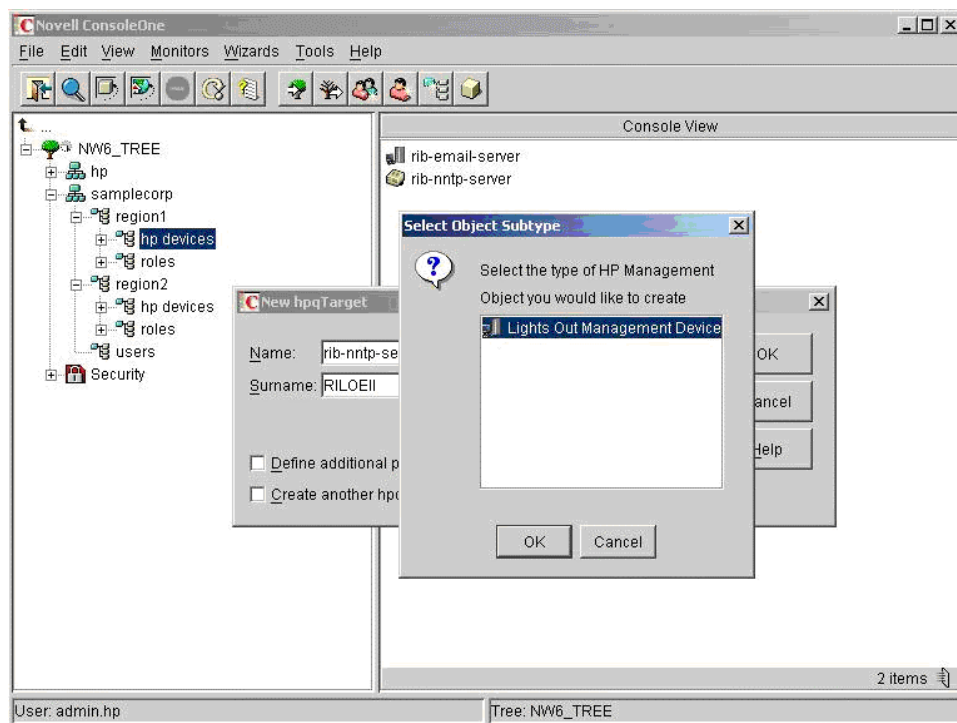 Novell ConsoleOne
File Edit View Monitors Wizards Tools Help
...
NW6_TREE
hp
samplecorp
region1
hp devices
roles
region2
hp devices
roles
users
Security
Console View
rib-email-server
rib-nntp-server
New hpqTarget
Name: rib-nntp-se
Surname: RILOEII
Define additional p
Create another hpq
OK
ancel
Help
Select Object Subtype
Select the type of HP Management
Object you would like to create
Lights Out Management Device
OK Cancel
2 items
User: admin.hp
Tree: NW6_TREE